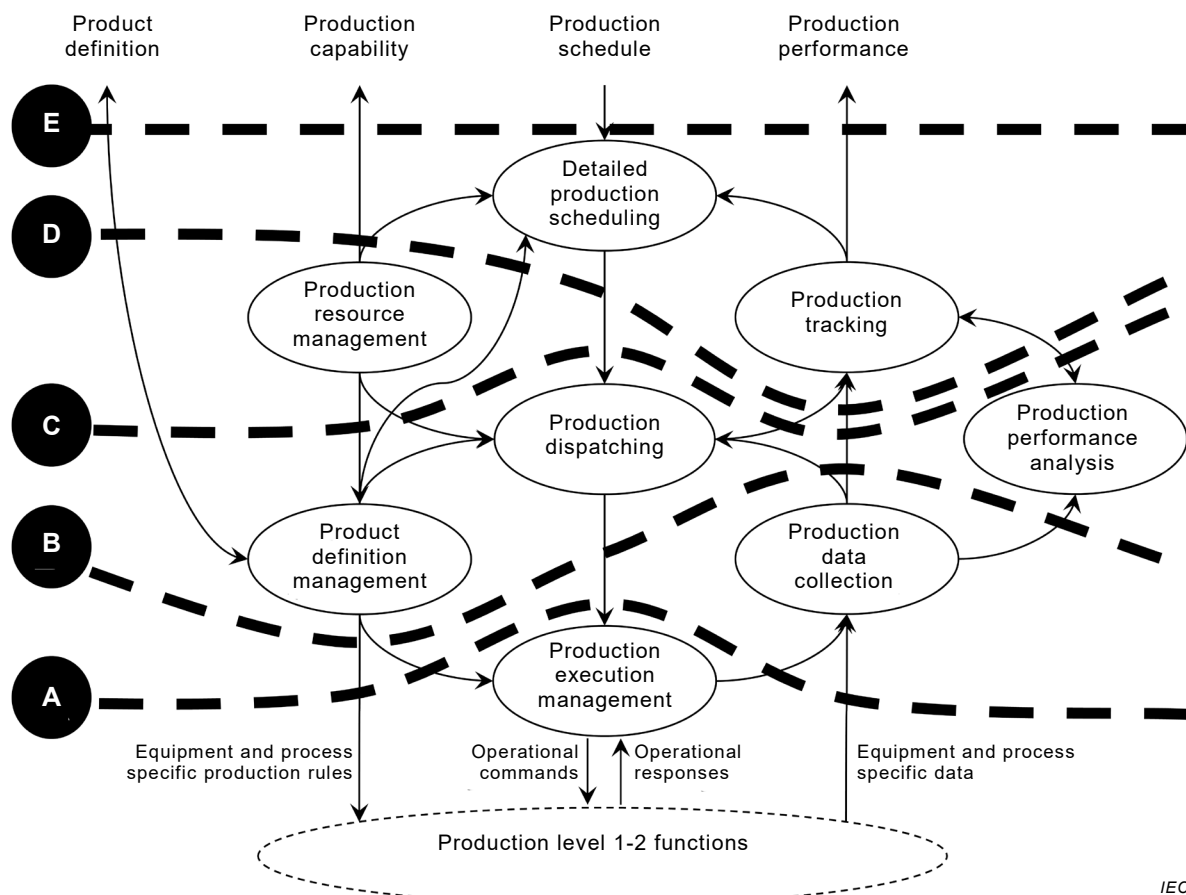 Product
definition
Production
capability
Production
schedule
Production
performance
E
Detailed
production
scheduling
D
Production
resource
management
Production
tracking
C
Production
dispatching
Production
performance
analysis
B
Product
definition
management
Production
data
collection
A
Production
execution
management
Equipment and process
specific production rules
Operational
commands
Operational
responses
Equipment and process
specific data
Production level 1-2 functions
IEC